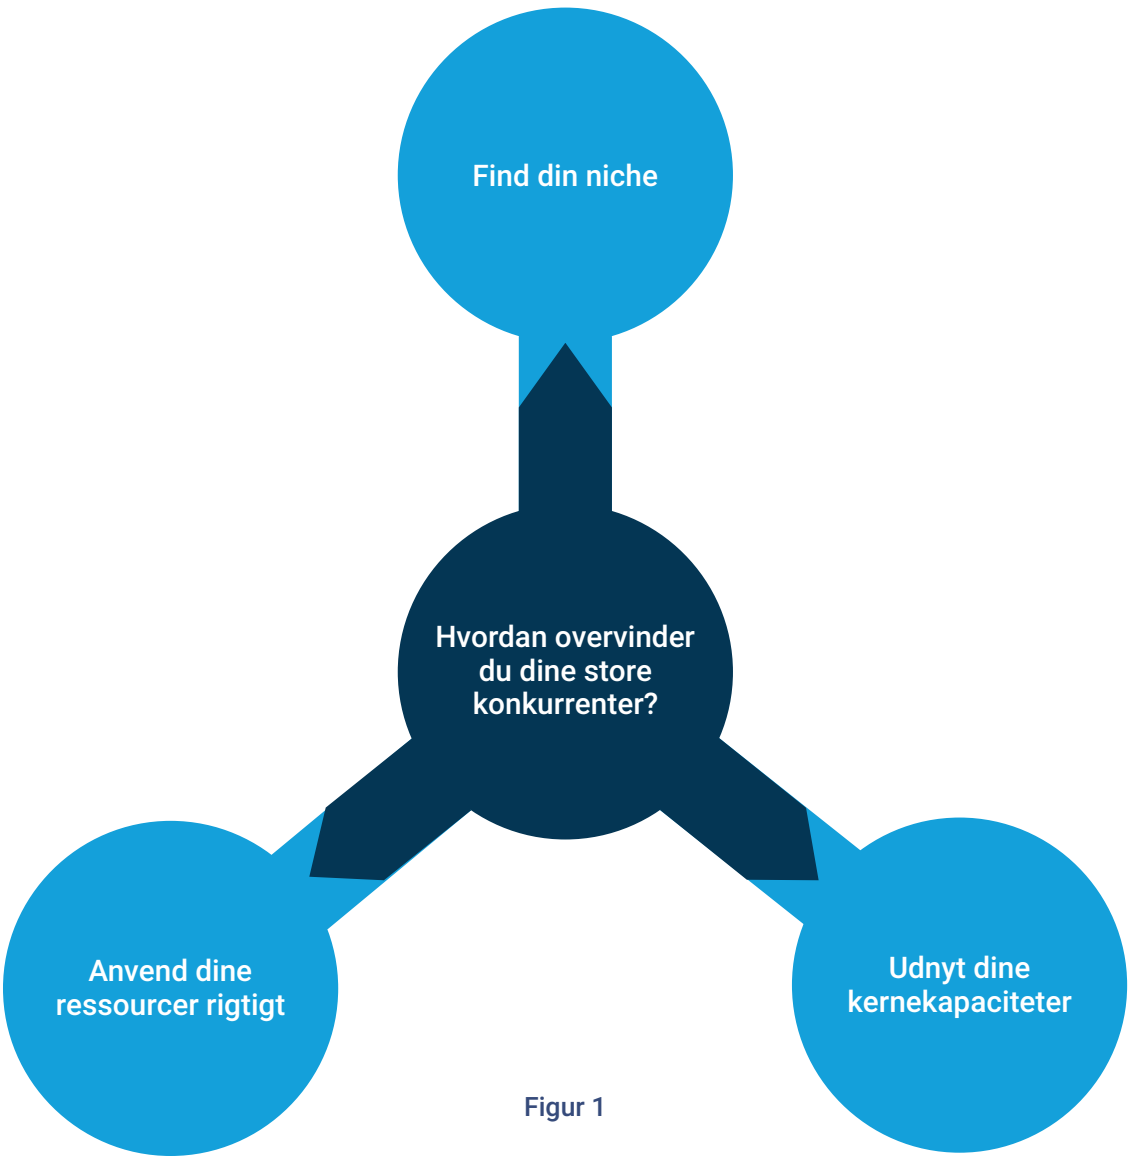 Find din niche
Hvordan overvinder
du dine store
konkurrenter?
Anvend dine
ressourcer rigtigt
Udnyt dine
kernekapaciteter
Figur 1